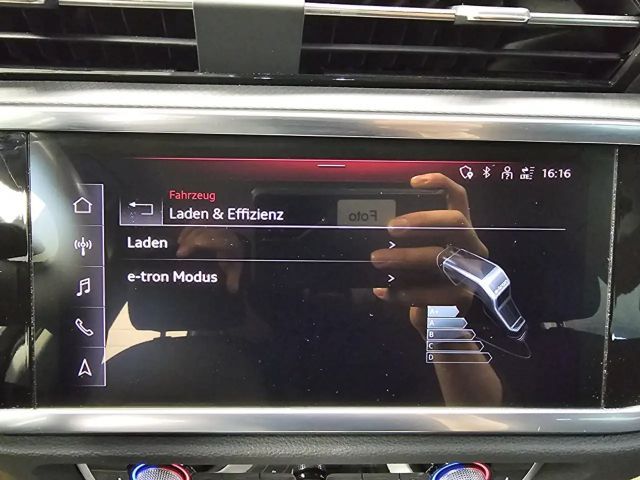 16:16
Fahrzeug
Laden & Effizienz
Foto
Laden
e-tron Modus
A+
A
B
C
D